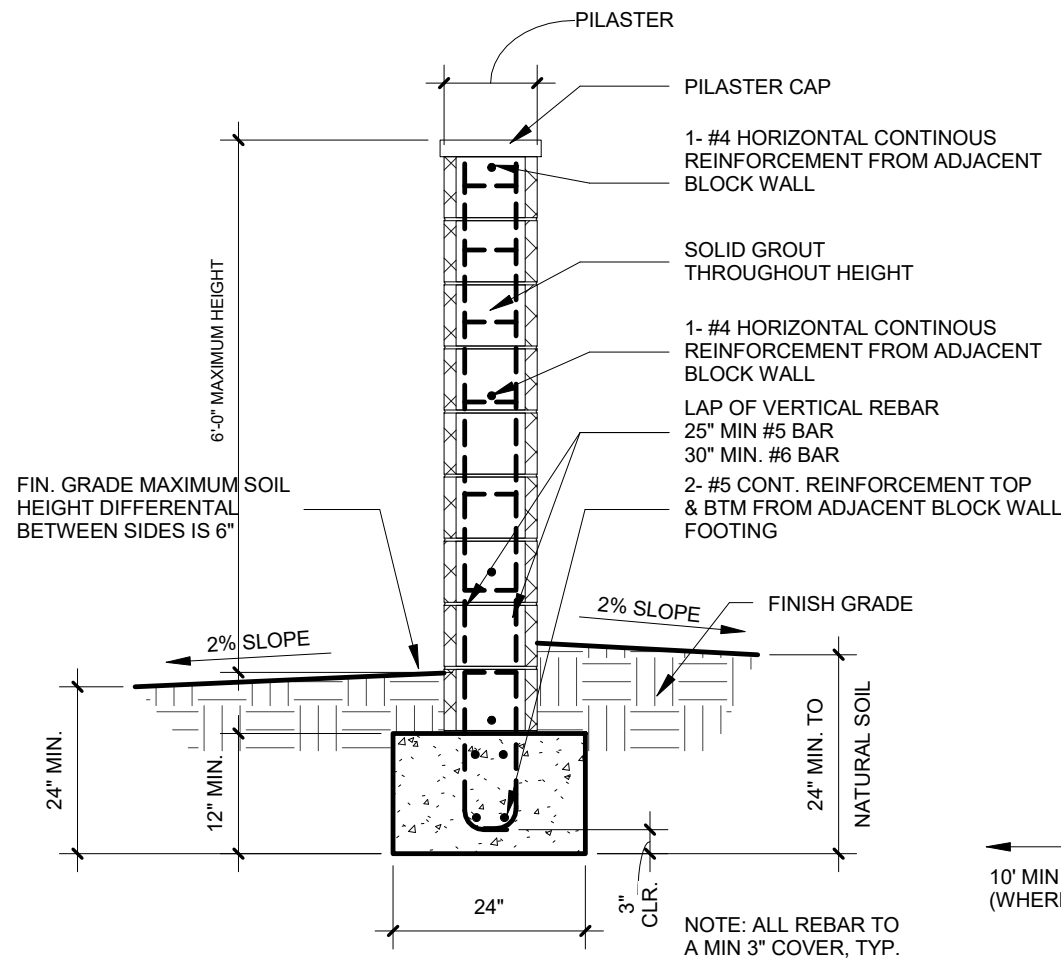 PILASTER
PILASTER CAP
1- #4 HORIZONTAL CONTINOUS
REINFORCEMENT FROM ADJACENT
BLOCK WALL
SOLID GROUT
THROUGHOUT HEIGHT
1- #4 HORIZONTAL CONTINOUS
REINFORCEMENT FROM ADJACENT
BLOCK WALL
LAP OF VERTICAL REBAR
25" MIN #5 BAR
30" MIN. #6 BAR
2- #5 CONT. REINFORCEMENT TOP
& BTM FROM ADJACENT BLOCK WALL
FOOTING
6'-0" MAXIMUM HEIGHT
FIN. GRADE MAXIMUM SOIL
HEIGHT DIFFERENTAL
BETWEEN SIDES IS 6"
2% SLOPE
2% SLOPE
FINISH GRADE
24" MIN.
12" MIN.
24" MIN. TO
NATURAL SOIL
24"
3"
CLR.
NOTE: ALL REBAR TO
A MIN 3" COVER, TYP.
10' MIN